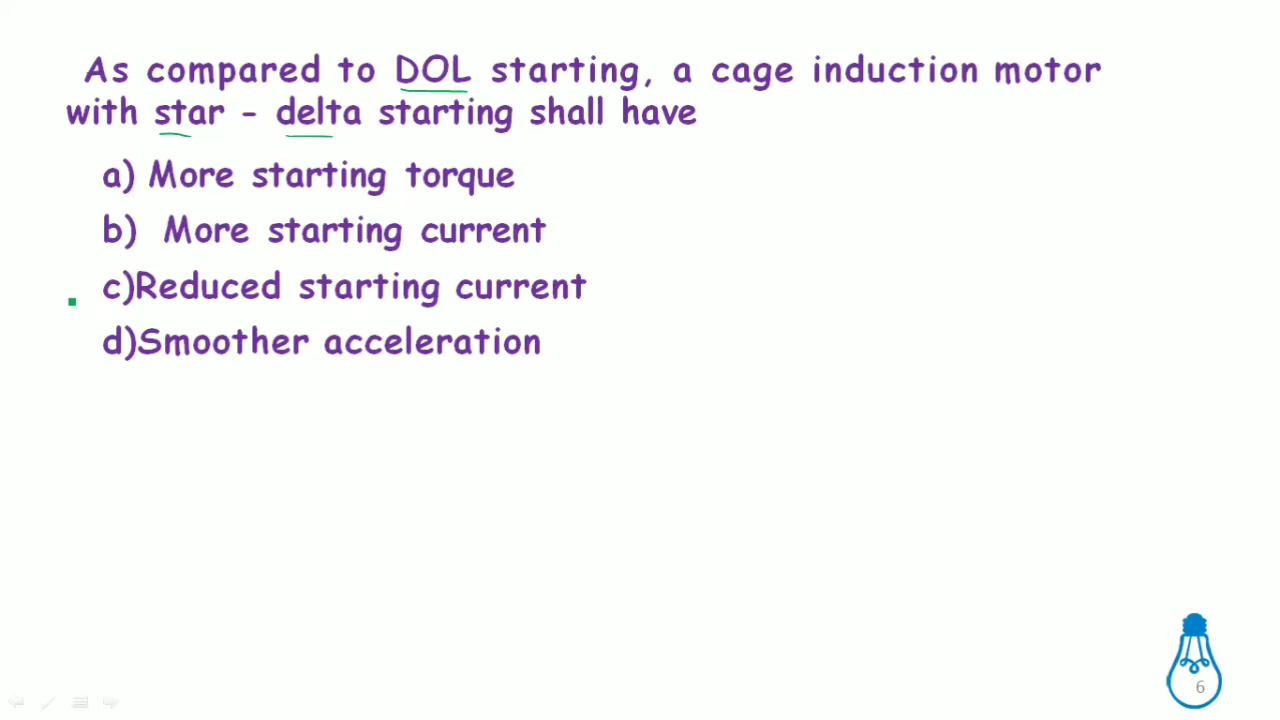 As compared to DOL starting, a cage induction motor
with star - delta starting shall have
a) More starting torque
b) More starting current
c)Reduced starting current
d)Smoother acceleration
6